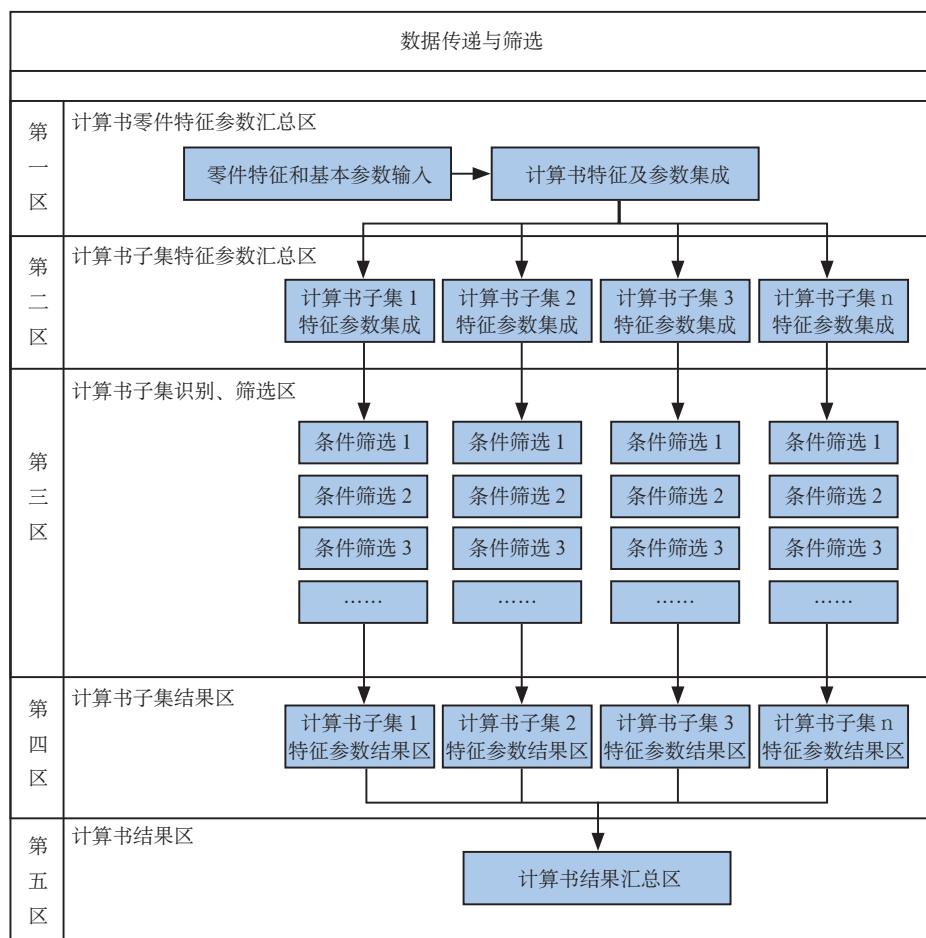 数据传递与筛选
第一区
计算书零件特征参数汇总区
零件特征和基本参数输入
计算书特征及参数集成
第二区
计算书子集特征参数汇总区
计算书子集 1
特征参数集成
计算书子集 2
特征参数集成
计算书子集 3
特征参数集成
计算书子集 n
特征参数集成
第三区
计算书子集识别、筛选区
条件筛选 1
条件筛选 1
条件筛选 1
条件筛选 1
条件筛选 2
条件筛选 2
条件筛选 2
条件筛选 2
条件筛选 3
条件筛选 3
条件筛选 3
条件筛选 3
……
……
……
……
第四区
计算书子集结果区
计算书子集 1
特征参数结果区
计算书子集 2
特征参数结果区
计算书子集 3
特征参数结果区
计算书子集 n
特征参数结果区
第五区
计算书结果区
计算书结果汇总区